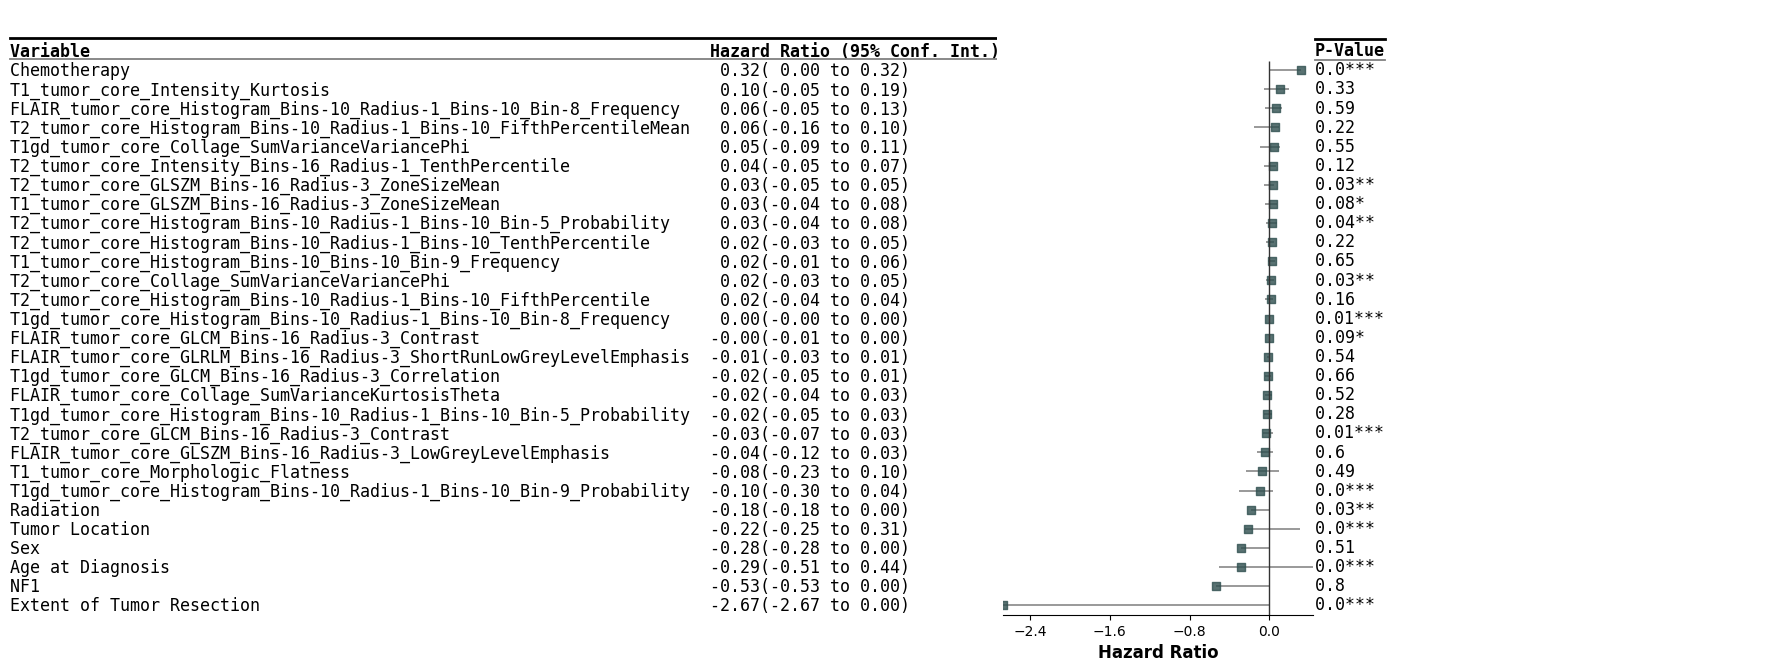 Variable Hazard Ratio (95% Conf. Int.) P-Value
Chemotherapy 0.32( 0.00 to 0.32) 0.0***
T1_tumor_core_Intensity_Kurtosis 0.10(-0.05 to 0.19) 0.33
FLAIR_tumor_core_Histogram_Bins-10_Radius-1_Bins-10_Bin-8_Frequency 0.06(-0.05 to 0.13) 0.59
T2_tumor_core_Histogram_Bins-10_Radius-1_Bins-10_FifthPercentileMean 0.06(-0.16 to 0.10) 0.22
T1gd_tumor_core_Collage_SumVarianceVariancePhi 0.05(-0.09 to 0.11) 0.55
T2_tumor_core_Intensity_Bins-16_Radius-1_TenthPercentile 0.04(-0.05 to 0.07) 0.12
T2_tumor_core_GLSZM_Bins-16_Radius-3_ZoneSizeMean 0.03(-0.05 to 0.05) 0.03**
T1_tumor_core_GLSZM_Bins-16_Radius-3_ZoneSizeMean 0.03(-0.04 to 0.08) 0.08*
T2_tumor_core_Histogram_Bins-10_Radius-1_Bins-10_Bin-5_Probability 0.03(-0.04 to 0.08) 0.04**
T2_tumor_core_Histogram_Bins-10_Radius-1_Bins-10_TenthPercentile 0.02(-0.03 to 0.05) 0.22
T1_tumor_core_Histogram_Bins-10_Bins-10_Bin-9_Frequency 0.02(-0.01 to 0.06) 0.65
T2_tumor_core_Collage_SumVarianceVariancePhi 0.02(-0.03 to 0.05) 0.03**
T2_tumor_core_Histogram_Bins-10_Radius-1_Bins-10_FifthPercentile 0.02(-0.04 to 0.04) 0.16
T1gd_tumor_core_Histogram_Bins-10_Radius-1_Bins-10_Bin-8_Frequency 0.00(-0.00 to 0.00) 0.01***
FLAIR_tumor_core_GLCM_Bins-16_Radius-3_Contrast -0.00(-0.01 to 0.00) 0.09*
FLAIR_tumor_core_GLRLM_Bins-16_Radius-3_ShortRunLowGreyLevelEmphasis -0.01(-0.03 to 0.01) 0.54
T1gd_tumor_core_GLCM_Bins-16_Radius-3_Correlation -0.02(-0.05 to 0.01) 0.66
FLAIR_tumor_core_Collage_SumVarianceKurtosisTheta -0.02(-0.04 to 0.03) 0.52
T1gd_tumor_core_Histogram_Bins-10_Radius-1_Bins-10_Bin-5_Probability -0.02(-0.05 to 0.03) 0.28
T2_tumor_core_GLCM_Bins-16_Radius-3_Contrast -0.03(-0.07 to 0.03) 0.01***
FLAIR_tumor_core_GLSZM_Bins-16_Radius-3_LowGreyLevelEmphasis -0.04(-0.12 to 0.03) 0.6
T1_tumor_core_Morphologic_Flatness -0.08(-0.23 to 0.10) 0.49
T1gd_tumor_core_Histogram_Bins-10_Radius-1_Bins-10_Bin-9_Probability -0.10(-0.30 to 0.04) 0.0***
Radiation -0.18(-0.18 to 0.00) 0.03**
Tumor Location -0.22(-0.25 to 0.31) 0.0***
Sex -0.28(-0.28 to 0.00) 0.51
Age at Diagnosis -0.29(-0.51 to 0.44) 0.0***
NF1 -0.53(-0.53 to 0.00) 0.8
Extent of Tumor Resection -2.67(-2.67 to 0.00) 0.0***
−2.4 −1.6 −0.8 0.0
Hazard Ratio